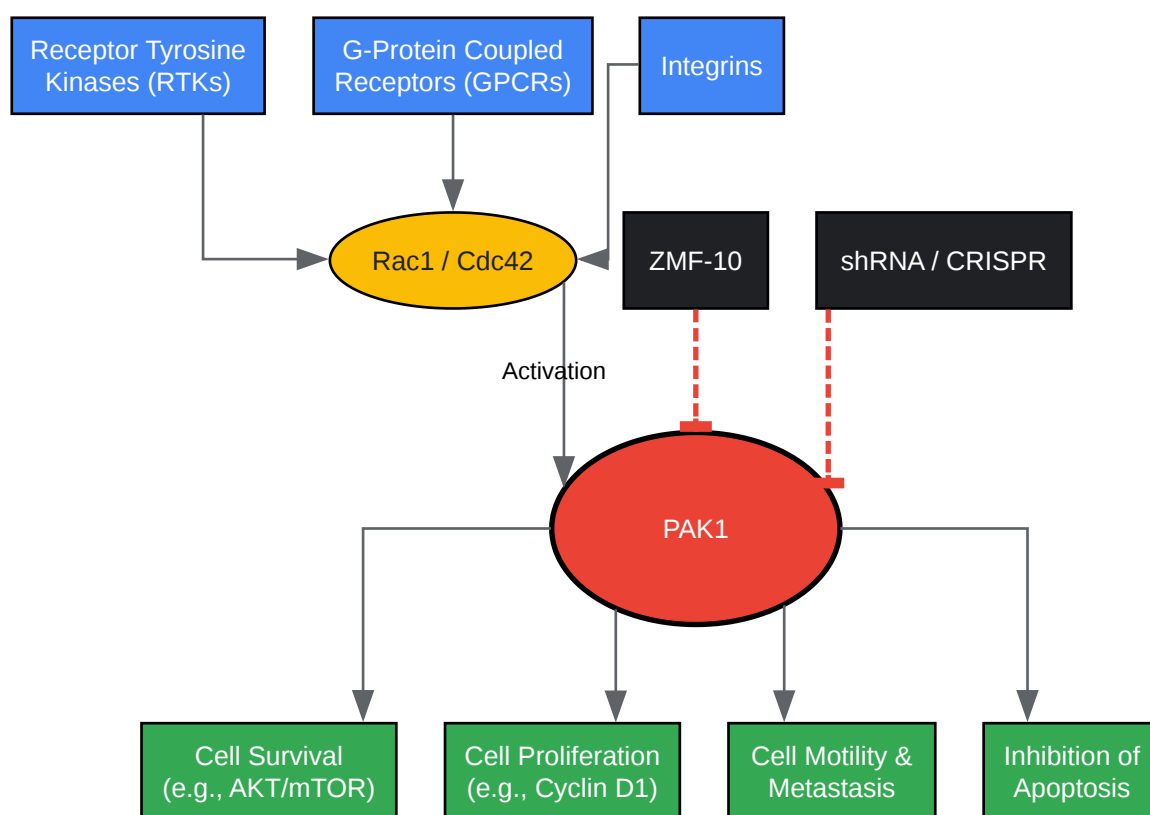 Receptor Tyrosine
Kinases (RTKs)
G-Protein Coupled
Receptors (GPCRs)
Integrins
Rac1 / Cdc42
ZMF-10
shRNA / CRISPR
Activation
PAK1
Cell Survival
(e.g., AKT/mTOR)
Cell Proliferation
(e.g., Cyclin D1)
Cell Motility &
Metastasis
Inhibition of
Apoptosis